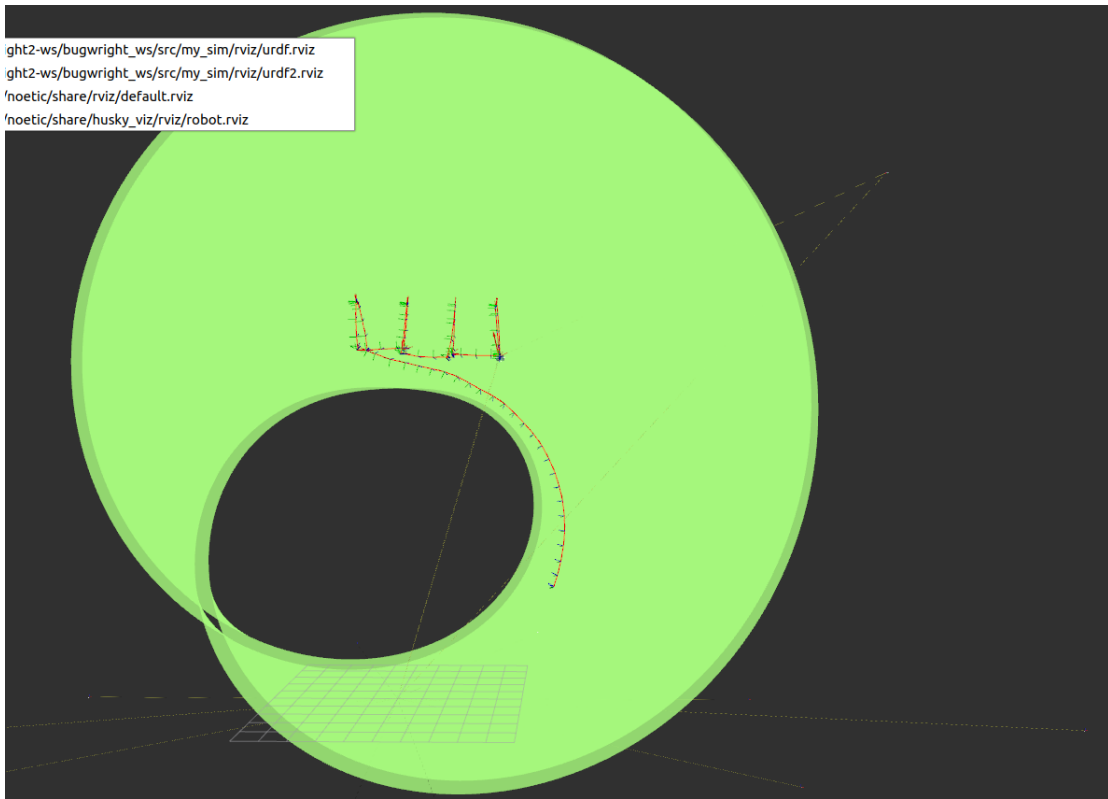 ight2-ws/bugwright_ws/src/my_sim/rviz/urdf.rviz
ight2-ws/bugwright_ws/src/my_sim/rviz/urdf2.rviz
/noetic/share/rviz/default.rviz
/noetic/share/husky_viz/rviz/robot.rviz